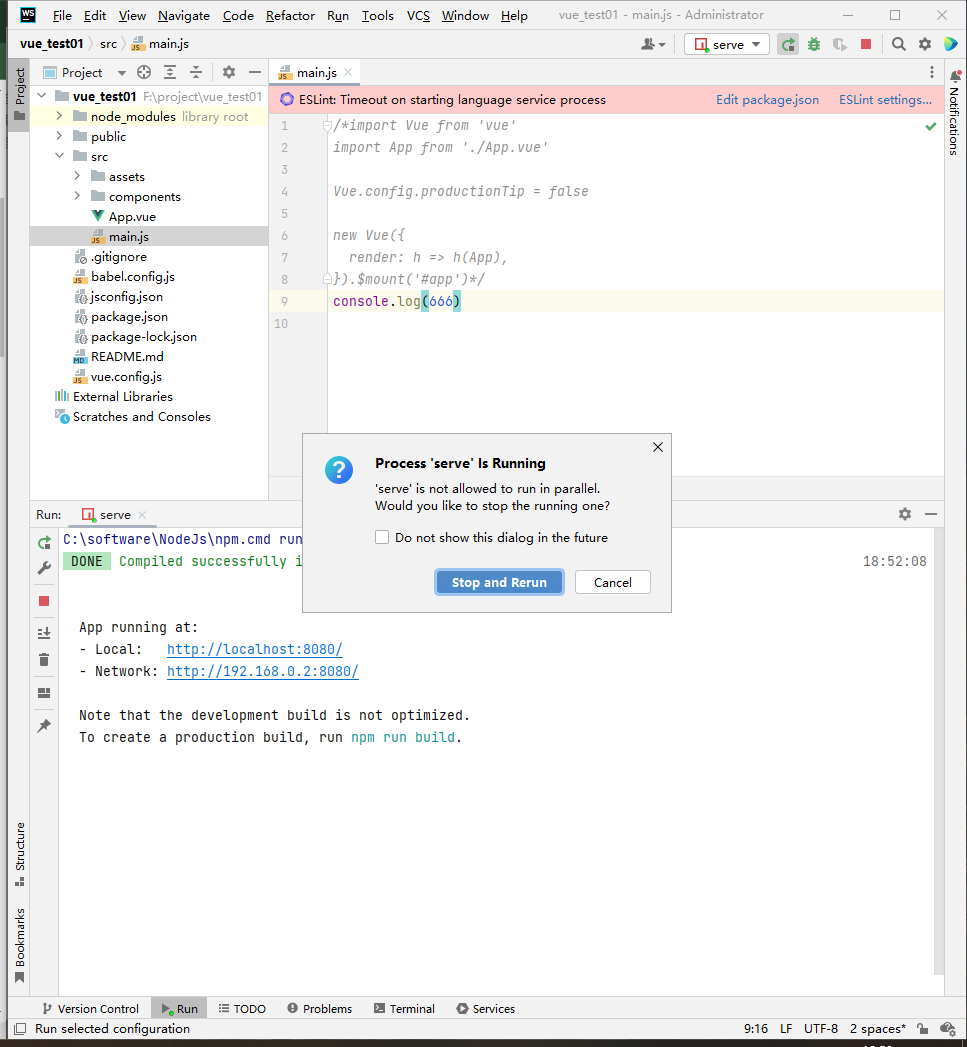 WS File Edit View Navigate Code Refactor Run Tools VCS Window Help vue_test01 - main.js - Administrator
vue_test01 src JS main.js serve
Project
Project
main.js
ESLint: Timeout on starting language service process Edit package.json ESLint settings...
Notifications
vue_test01 F:\project\vue_test01
node_modules library root
public
src
assets
components
App.vue
main.js
.gitignore
babel.config.js
jsconfig.json
package.json
package-lock.json
README.md
vue.config.js
External Libraries
Scratches and Consoles
1 /*import Vue from 'vue'
2 import App from './App.vue'
3
4 Vue.config.productionTip = false
5
6 new Vue({
7 render: h => h(App),
8 }).$mount('#app')*/
9 console.log(666)
10
Process 'serve' Is Running
'serve' is not allowed to run in parallel.
Would you like to stop the running one?
Do not show this dialog in the future
Stop and Rerun Cancel
Run: serve
C:\software\NodeJs\npm.cmd run
DONE Compiled successfully i 18:52:08
App running at:
- Local: http://localhost:8080/
- Network: http://192.168.0.2:8080/
Note that the development build is not optimized.
To create a production build, run npm run build.
Structure
Bookmarks
Version Control Run TODO Problems Terminal Services
Run selected configuration 9:16 LF UTF-8 2 spaces*